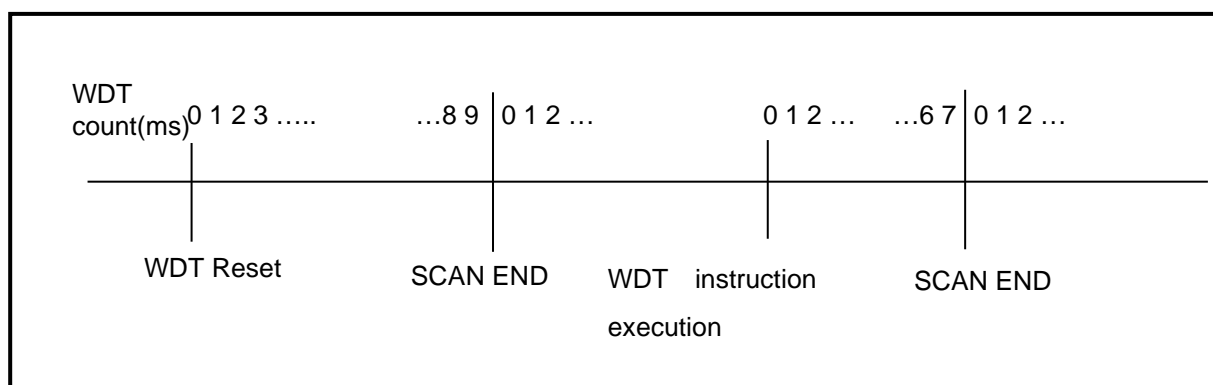 WDT
count(ms) 0 1 2 3 ….. …8 9 0 1 2 … 0 1 2 … …6 7 0 1 2 …
WDT Reset SCAN END WDT instruction SCAN END
execution